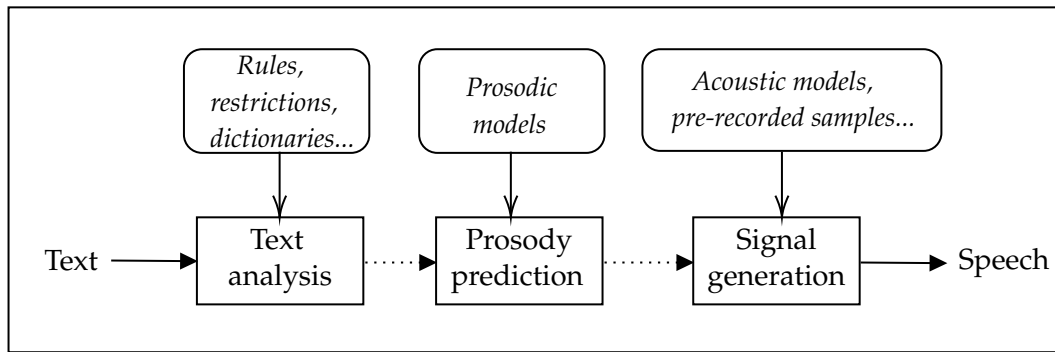 Rules,
restrictions,
dictionaries...
Prosodic
models
Acoustic models,
pre-recorded samples...
Text
Text
analysis
Prosody
prediction
Signal
generation
Speech